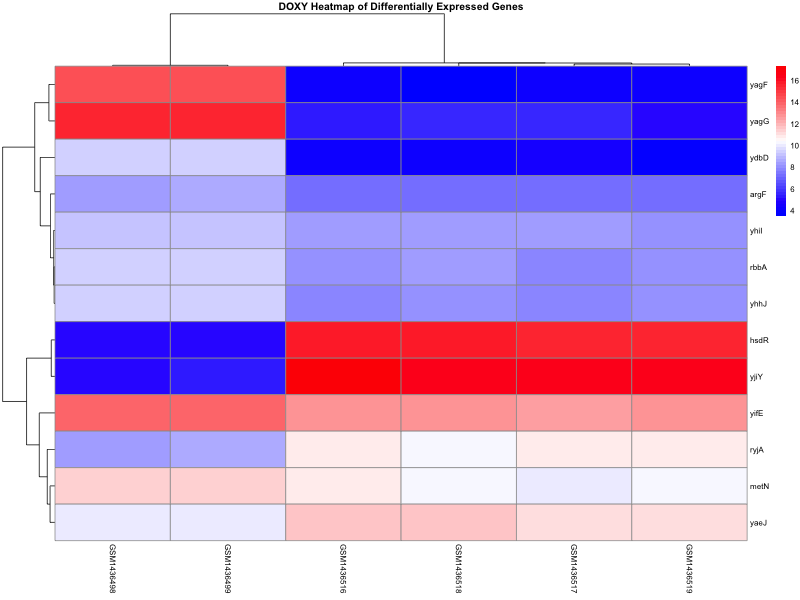 DOXY Heatmap of Differentially Expressed Genes
yagF
yagG
ydbD
argF
yhiI
rbbA
yhhJ
hsdR
yjiY
yifE
ryjA
metN
yaeJ
16
14
12
10
8
6
4
GSM1436498
GSM1436499
GSM1436516
GSM1436518
GSM1436517
GSM1436519